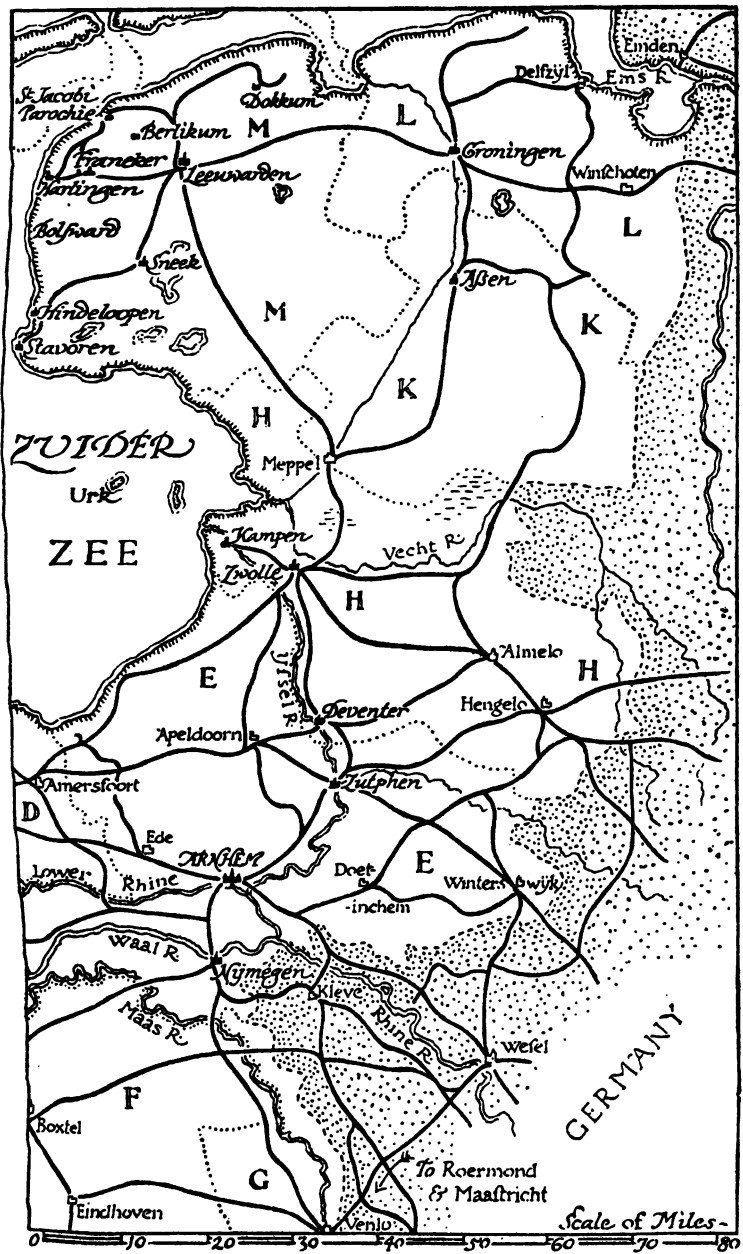 Emden
Delfzyl
Ems R
St Jacobi
Parochie
Dokkum
Berlikum
M
L
Franeker
Groningen
Harlingen
Leeuwarden
Winschoten
Bolsward
L
Sneek
Assen
Hindeloopen
M
K
Stavoren
K
H
ZUIDER
Meppel
Urk
Kampen
ZEE
Vecht R
Zwolle
H
Almelo
E
H
IJssel R
Hengelo
Deventer
Apeldoorn
Amersfoort
Zutphen
D
Ede
ARNHEM
Lower Rhine
E
Doet-
-inchem
Winterswijk
Waal R
Nijmegen
Kleve
Maas R
Rhine R
Wesel
GERMANY
F
Boxtel
G
To Roermond
& Maastricht
Eindhoven
Venlo
Scale of Miles-
0 10 20 30 40 50 60 70 80